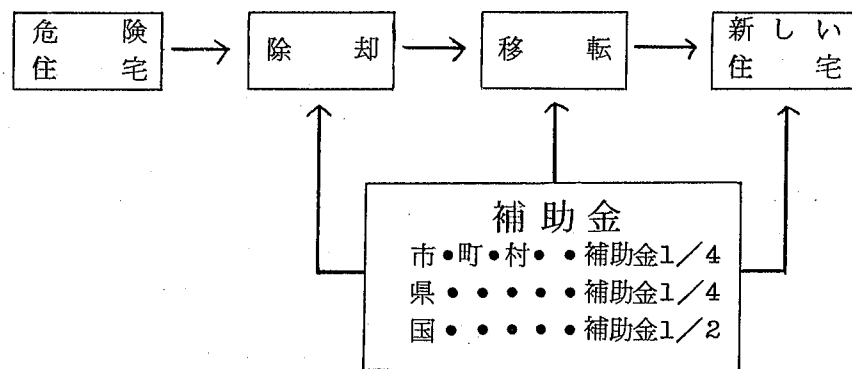 危険
住宅
除却
移転
新しい
住宅
補助金
市•町•村••補助金1/4
県•••••補助金1/4
国•••••補助金1/2